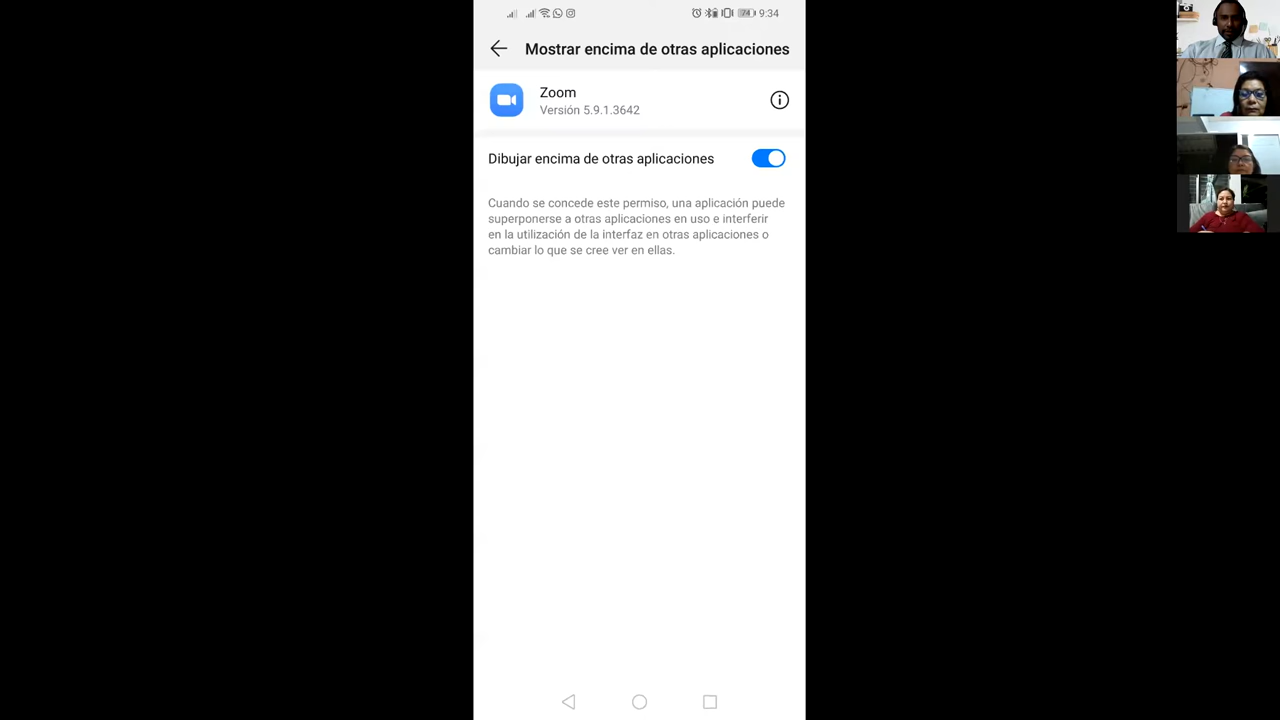 74
9:34
Mostrar encima de otras aplicaciones
Zoom
Versión 5.9.1.3642
Dibujar encima de otras aplicaciones
Cuando se concede este permiso, una aplicación puede
superponerse a otras aplicaciones en uso e interferir
en la utilización de la interfaz en otras aplicaciones o
cambiar lo que se cree ver en ellas.